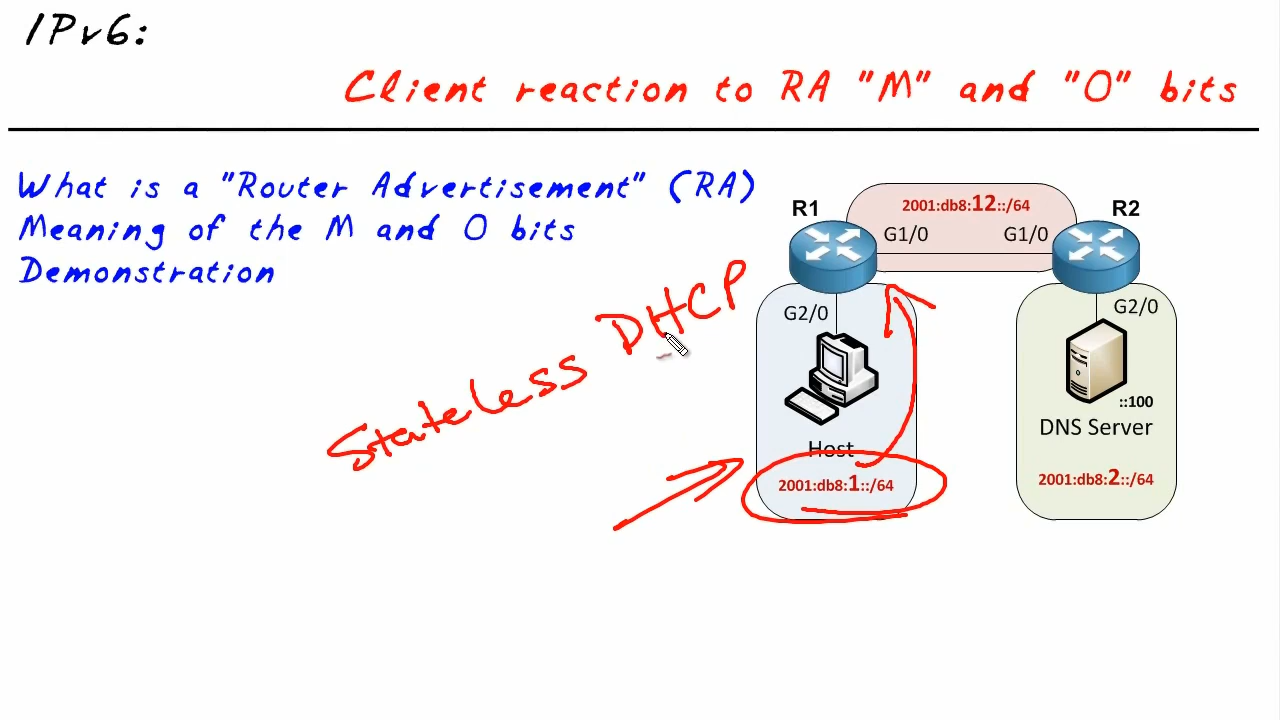 IPv6:
Client reaction to RA "M" and "O" bits
What is a "Router Advertisement" (RA)
Meaning of the M and O bits
Demonstration
Stateless DHCP
R1
2001:db8:12::/64
R2
G1/0
G1/0
G2/0
G2/0
::100
Host
DNS Server
2001:db8:1::/64
2001:db8:2::/64